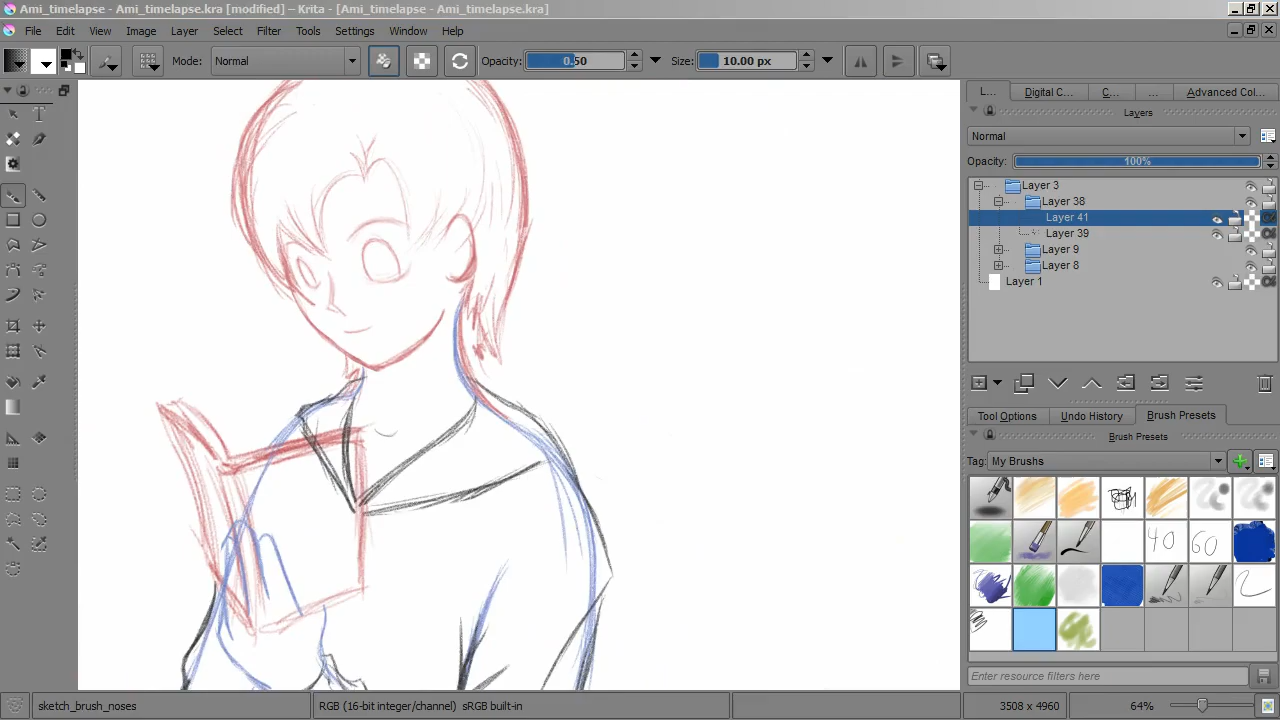 Ami_timelapse - Ami_timelapse.kra [modified] – Krita - [Ami_timelapse - Ami_timelapse.kra]
File Edit View Image Layer Select Filter Tools Settings Window Help
Mode: Normal Opacity: 0.50 Size: 10.00 px
L... Digital C... C... ... Advanced Col...
Layers
Normal
Opacity: 100%
Layer 3
Layer 38
Layer 41
Layer 39
Layer 9
Layer 8
Layer 1
Tool Options Undo History Brush Presets
Brush Presets
Tag: My Brushes
40 60
Enter resource filters here
sketch_brush_noses RGB (16-bit integer/channel) sRGB built-in 3508 x 4960 64%